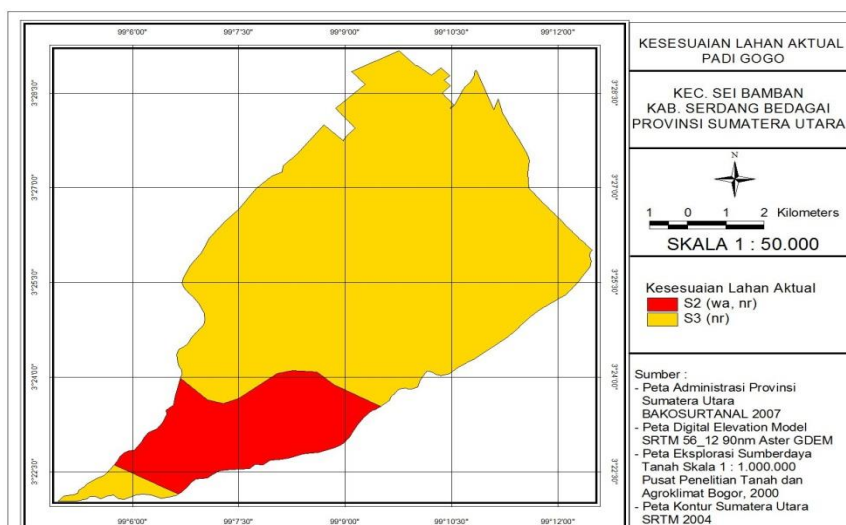 99°6'00"
99°7'30"
99°9'00"
99°10'30"
99°12'00"
3°28'30"
3°28'30"
3°27'00"
3°27'00"
3°25'30"
3°25'30"
3°24'00"
3°24'00"
3°22'30"
3°22'30"
99°6'00"
99°7'30"
99°9'00"
99°10'30"
99°12'00"
KESESUAIAN LAHAN AKTUAL
PADI GOGO
KEC. SEI BAMBAN
KAB. SERDANG BEDAGAI
PROVINSI SUMATERA UTARA
N
1 0 1 2 Kilometers
SKALA 1 : 50.000
Kesesuaian Lahan Aktual
S2 (wa, nr)
S3 (nr)
Sumber :
- Peta Administrasi Provinsi
Sumatera Utara
BAKOSURTANAL 2007
- Peta Digital Elevation Model
SRTM 56_12 90nm Aster GDEM
- Peta Eksplorasi Sumberdaya
Tanah Skala 1 : 1.000.000
Pusat Penelitian Tanah dan
Agroklimat Bogor, 2000
- Peta Kontur Sumatera Utara
SRTM 2004